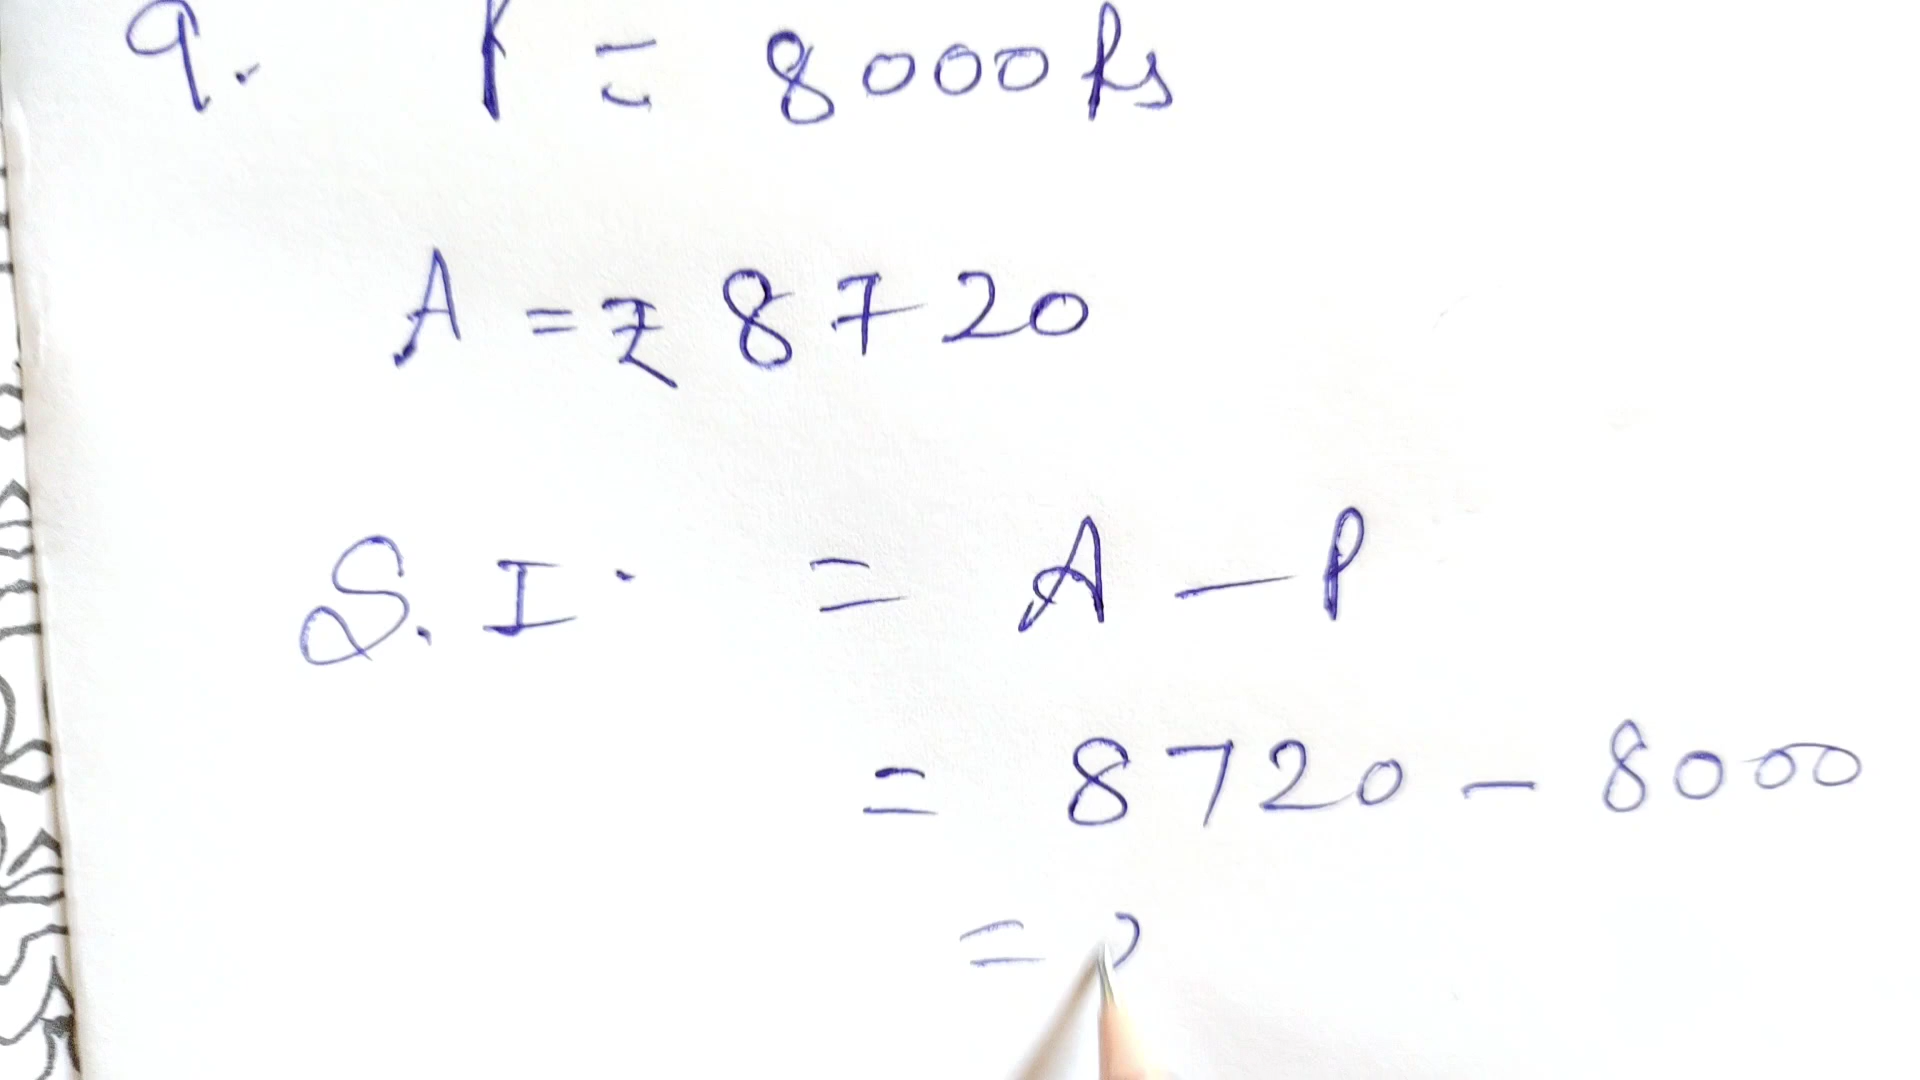 9. P = 8000 Rs
A = ₹ 8720
S.I. = A - P
= 8720 - 8000
=